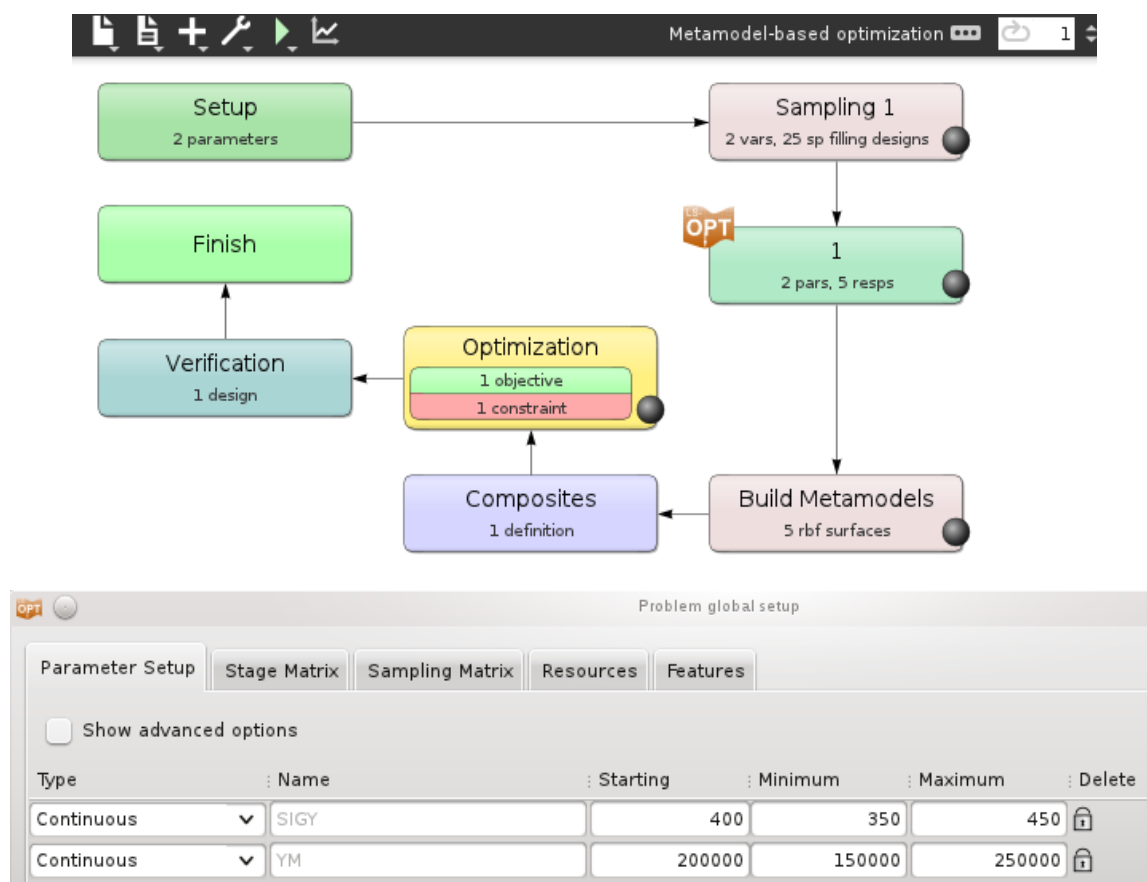 Metamodel-based optimization 1
Setup
2 parameters
Sampling 1
2 vars, 25 sp filling designs
Finish
LS-
OPT
1
2 pars, 5 resps
Verification
1 design
Optimization
1 objective
1 constraint
Composites
1 definition
Build Metamodels
5 rbf surfaces
OPT Problem global setup
Parameter Setup Stage Matrix Sampling Matrix Resources Features
Show advanced options
Type Name Starting Minimum Maximum Delete
Continuous SIGY 400 350 450
Continuous YM 200000 150000 250000